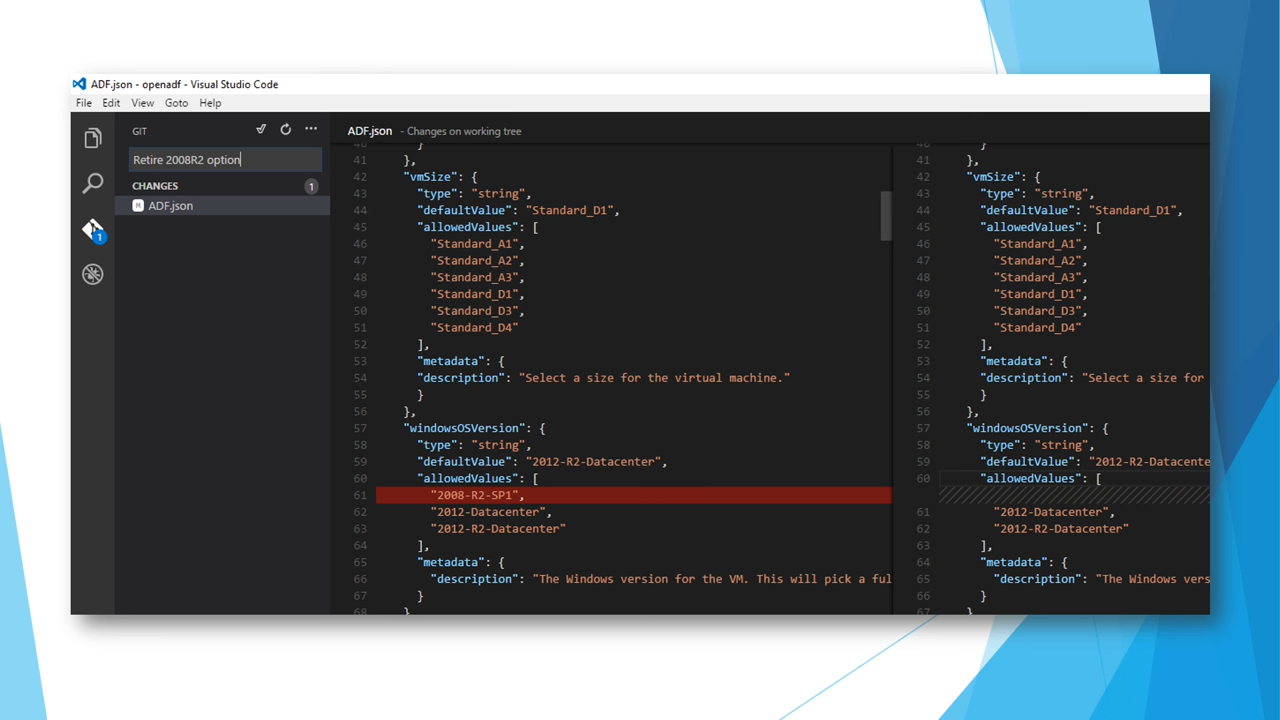 ADF.json - openadf - Visual Studio Code
File Edit View Goto Help
GIT
Retire 2008R2 option
CHANGES 1
ADF.json
1
ADF.json - Changes on working tree
40 }
41 },
42 "vmSize": {
43 "type": "string",
44 "defaultValue": "Standard_D1",
45 "allowedValues": [
46 "Standard_A1",
47 "Standard_A2",
48 "Standard_A3",
49 "Standard_D1",
50 "Standard_D3",
51 "Standard_D4"
52 ],
53 "metadata": {
54 "description": "Select a size for the virtual machine."
55 }
56 },
57 "windowsOSVersion": {
58 "type": "string",
59 "defaultValue": "2012-R2-Datacenter",
60 "allowedValues": [
61 "2008-R2-SP1",
62 "2012-Datacenter",
63 "2012-R2-Datacenter"
64 ],
65 "metadata": {
66 "description": "The Windows version for the VM. This will pick a ful
67 }
68 }
40 }
41 },
42 "vmSize": {
43 "type": "string",
44 "defaultValue": "Standard_D1",
45 "allowedValues": [
46 "Standard_A1",
47 "Standard_A2",
48 "Standard_A3",
49 "Standard_D1",
50 "Standard_D3",
51 "Standard_D4"
52 ],
53 "metadata": {
54 "description": "Select a size for
55 }
56 },
57 "windowsOSVersion": {
58 "type": "string",
59 "defaultValue": "2012-R2-Datacente
60 "allowedValues": [
61 "2012-Datacenter",
62 "2012-R2-Datacenter"
63 ],
64 "metadata": {
65 "description": "The Windows vers
66 }
67 }